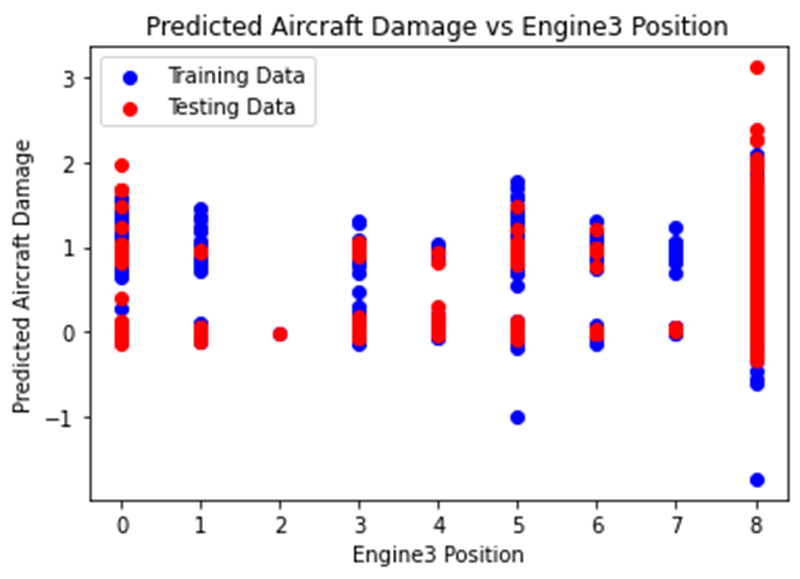 Predicted Aircraft Damage vs Engine3 Position
Training Data
Testing Data
Predicted Aircraft Damage
3
2
1
0
−1
0 1 2 3 4 5 6 7 8
Engine3 Position